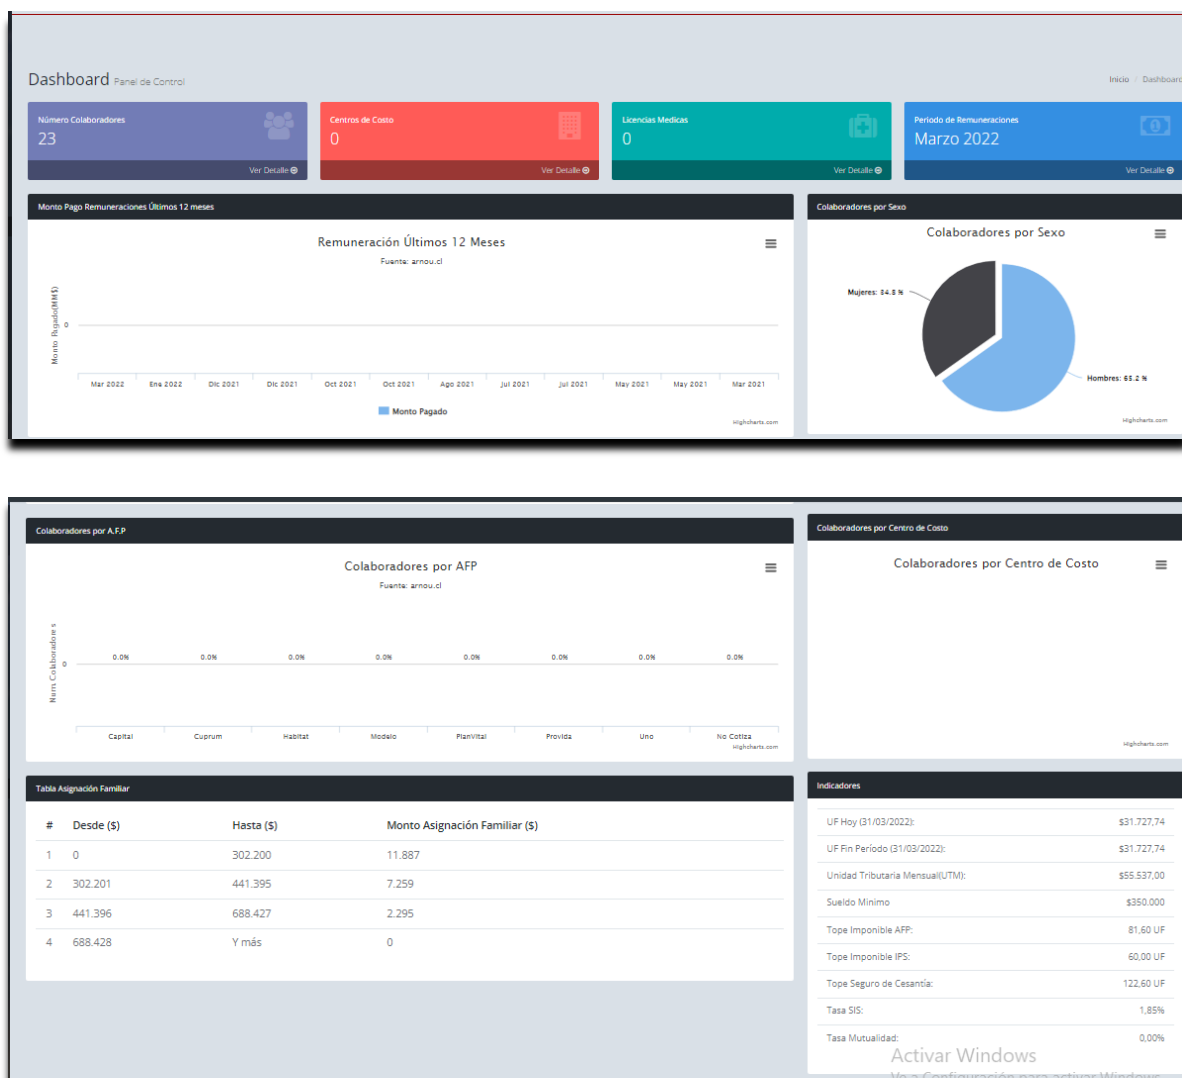 Dashboard Panel de Control
Inicio / Dashboard
Número Colaboradores
23
Ver Detalle
Centros de Costo
0
Ver Detalle
Licencias Medicas
0
Ver Detalle
Periodo de Remuneraciones
Marzo 2022
Ver Detalle
Monto Pago Remuneraciones Últimos 12 meses
Remuneración Últimos 12 Meses
Fuente: arnou.cl
Monto Pagado(MM$)
0
Mar 2022 Ene 2022 Dic 2021 Dic 2021 Oct 2021 Oct 2021 Ago 2021 Jul 2021 Jul 2021 May 2021 May 2021 Mar 2021
Monto Pagado
Highcharts.com
Colaboradores por Sexo
Colaboradores por Sexo
Mujeres: 34.8 %
Hombres: 65.2 %
Highcharts.com
Colaboradores por A.F.P
Colaboradores por AFP
Fuente: arnou.cl
Num. Colaboradores
0
0.0% 0.0% 0.0% 0.0% 0.0% 0.0% 0.0% 0.0%
Capital Cuprum Habitat Modelo PlanVital Provida Uno No Cotiza
Highcharts.com
Colaboradores por Centro de Costo
Colaboradores por Centro de Costo
Highcharts.com
Tabla Asignación Familiar
# Desde ($) Hasta ($) Monto Asignación Familiar ($)
1 0 302.200 11.887
2 302.201 441.395 7.259
3 441.396 688.427 2.295
4 688.428 Y más 0
Indicadores
UF Hoy (31/03/2022): $31.727,74
UF Fin Período (31/03/2022): $31.727,74
Unidad Tributaria Mensual(UTM): $55.537,00
Sueldo Minimo $350.000
Tope Imponible AFP: 81,60 UF
Tope Imponible IPS: 60,00 UF
Tope Seguro de Cesantía: 122,60 UF
Tasa SIS: 1,85%
Tasa Mutualidad: 0,00%
Activar Windows
Ve a Configuración para activar Windows